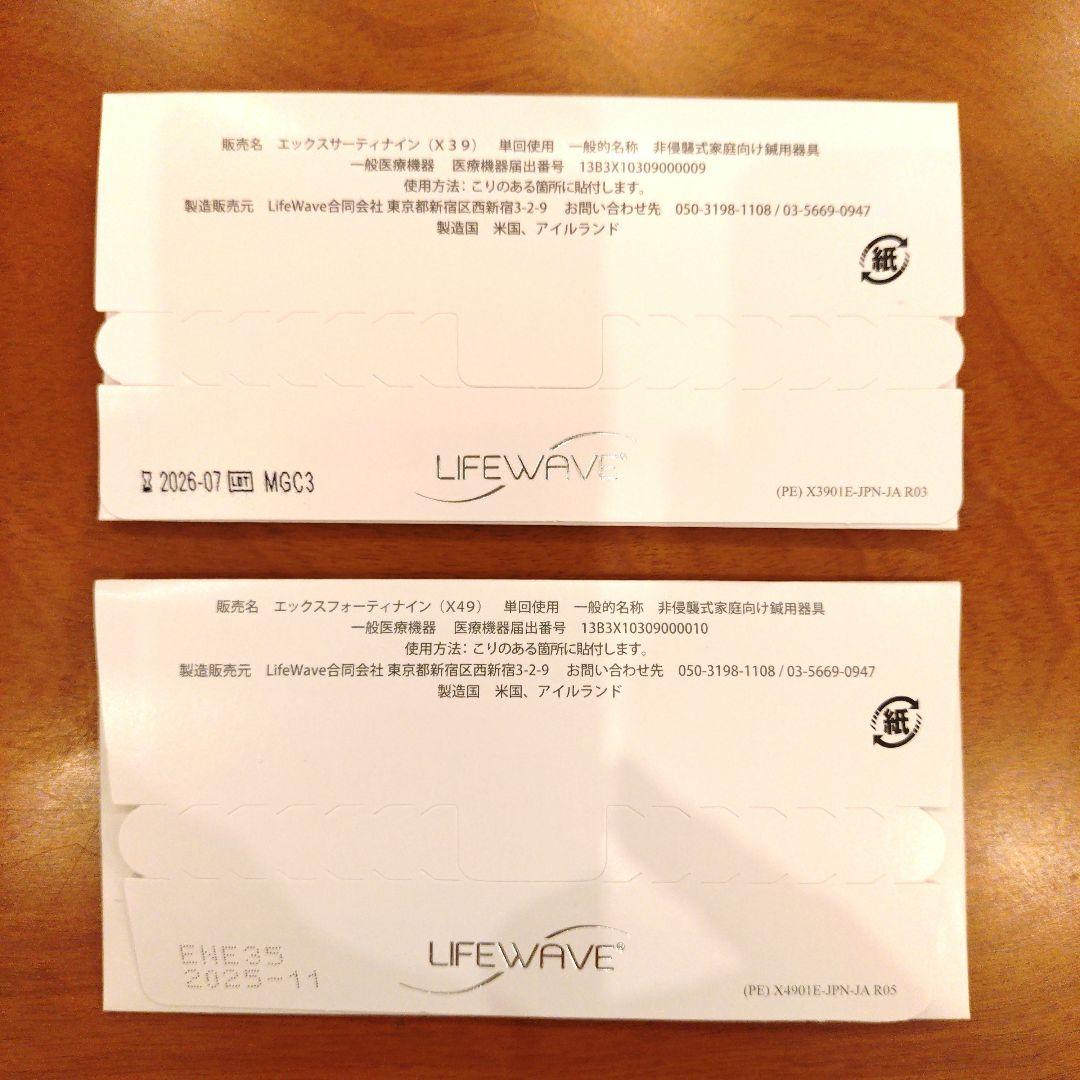 販売名 エックスサーティナイン（X39） 単回使用 一般的名称 非侵襲式家庭向け鍼用器具
一般医療機器 医療機器届出番号 13B3X10309000009
使用方法：こりのある箇所に貼付します。
製造販売元 LifeWave合同会社 東京都新宿区西新宿3-2-9 お問い合わせ先 050-3198-1108 / 03-5669-0947
製造国 米国、アイルランド
紙
LIFEWAVE®
2026-07 LOT MGC3
(PE) X3901E-JPN-JA R03
販売名 エックスフォーティナイン（X49） 単回使用 一般的名称 非侵襲式家庭向け鍼用器具
一般医療機器 医療機器届出番号 13B3X10309000010
使用方法：こりのある箇所に貼付します。
製造販売元 LifeWave合同会社 東京都新宿区西新宿3-2-9 お問い合わせ先 050-3198-1108 / 03-5669-0947
製造国 米国、アイルランド
紙
LIFEWAVE®
ENE35
2025-11
(PE) X4901E-JPN-JA R05